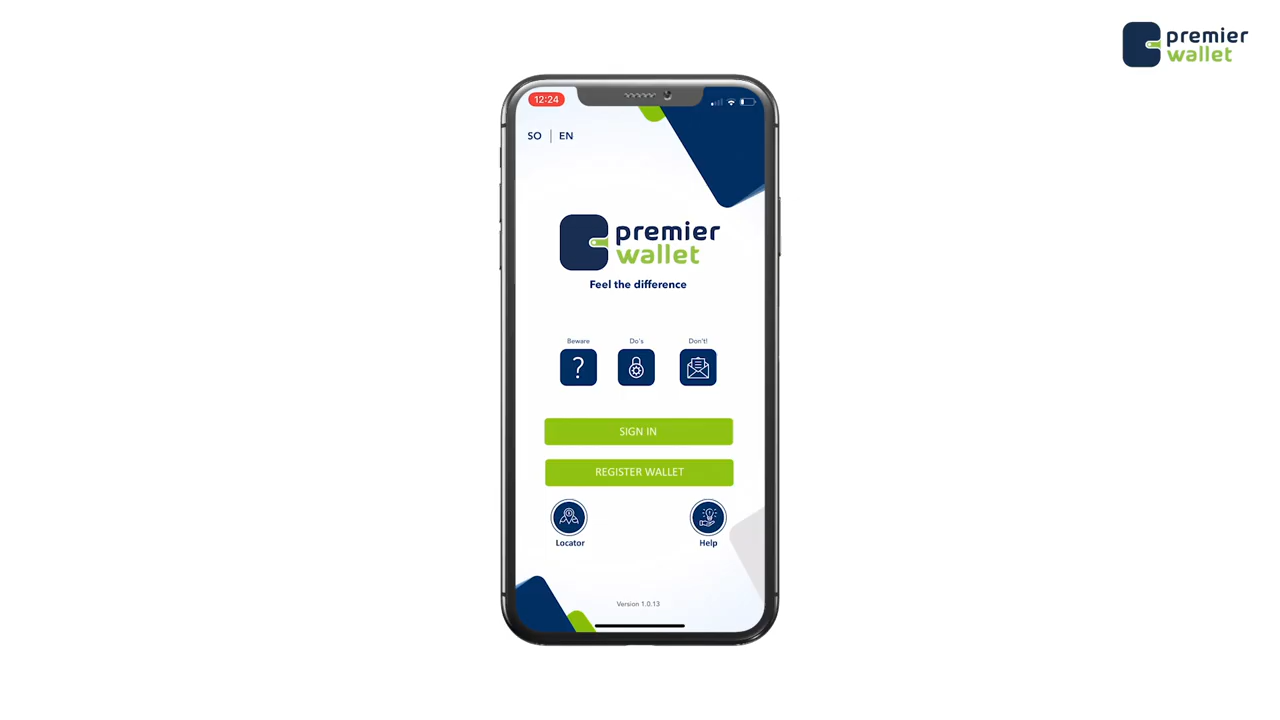 premier
wallet
12:24
SO | EN
premier
wallet
Feel the difference
Beware
Do's
Don't!
?
SIGN IN
REGISTER WALLET
Locator
Help
Version 1.0.13